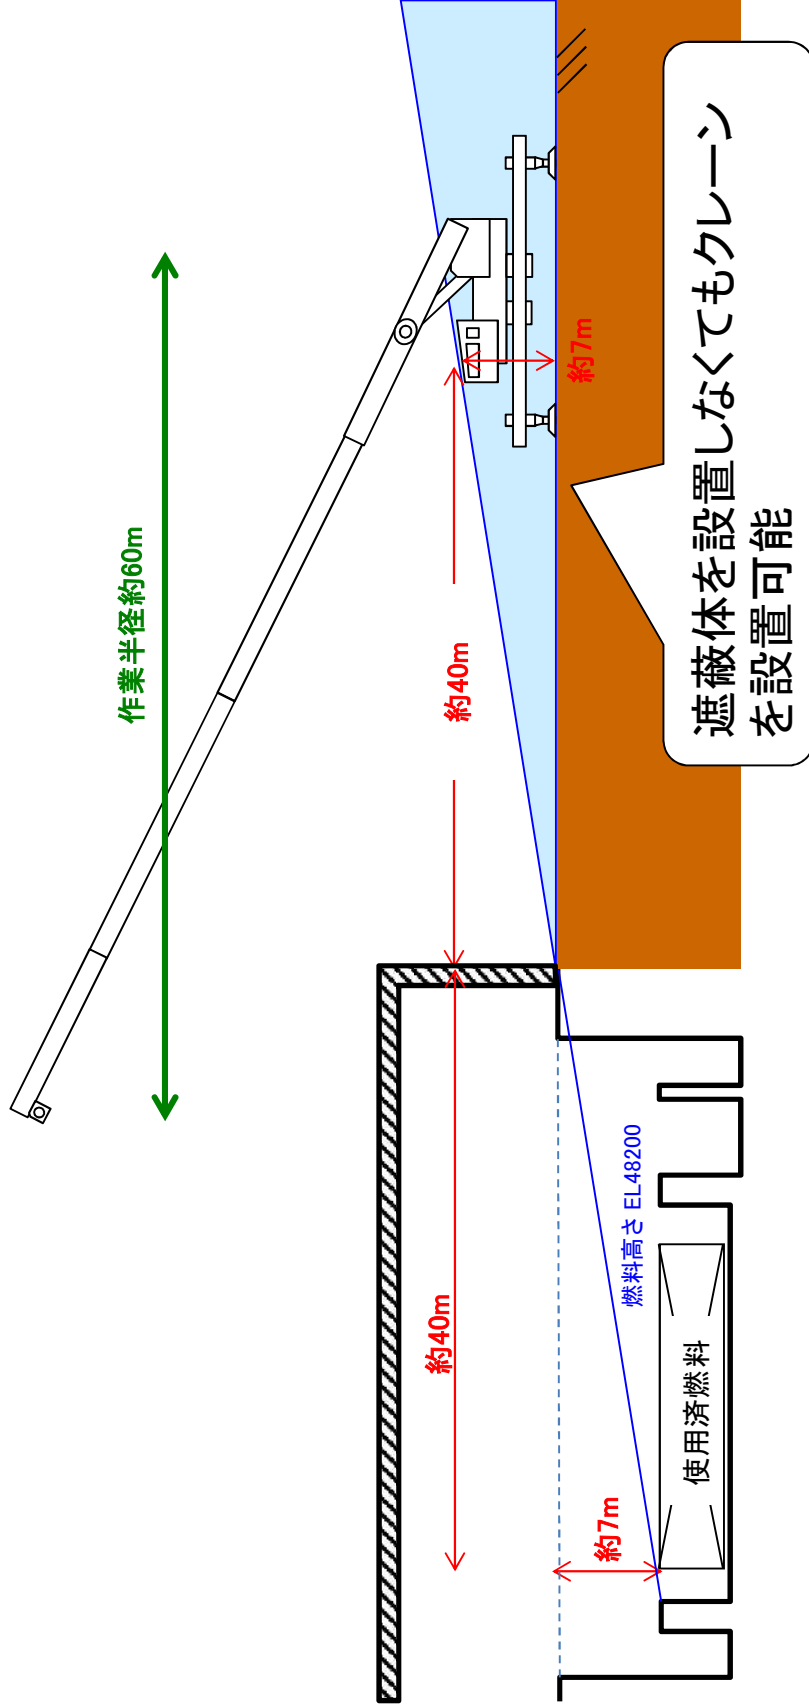 作業半径約60m
約40m
約7m
約40m
燃料高さ EL48200
約7m
使用済燃料
遮蔽体を設置しなくてもクレーン
を設置可能